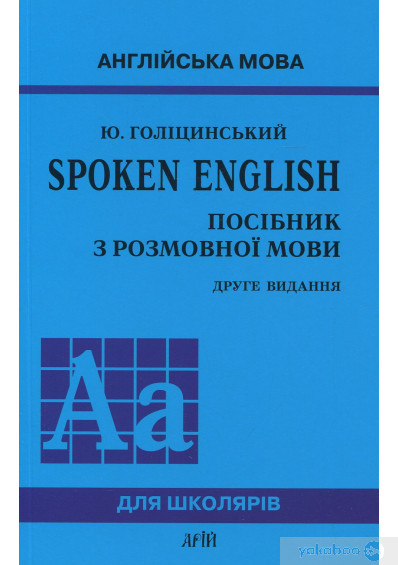 АНГЛІЙСЬКА МОВА
Ю. ГОЛІЦИНСЬКИЙ
SPOKEN ENGLISH
ПОСІБНИК
З РОЗМОВНОЇ МОВИ
ДРУГЕ ВИДАННЯ
Aa
ДЛЯ ШКОЛЯРІВ
АРІЙ
yakaboo